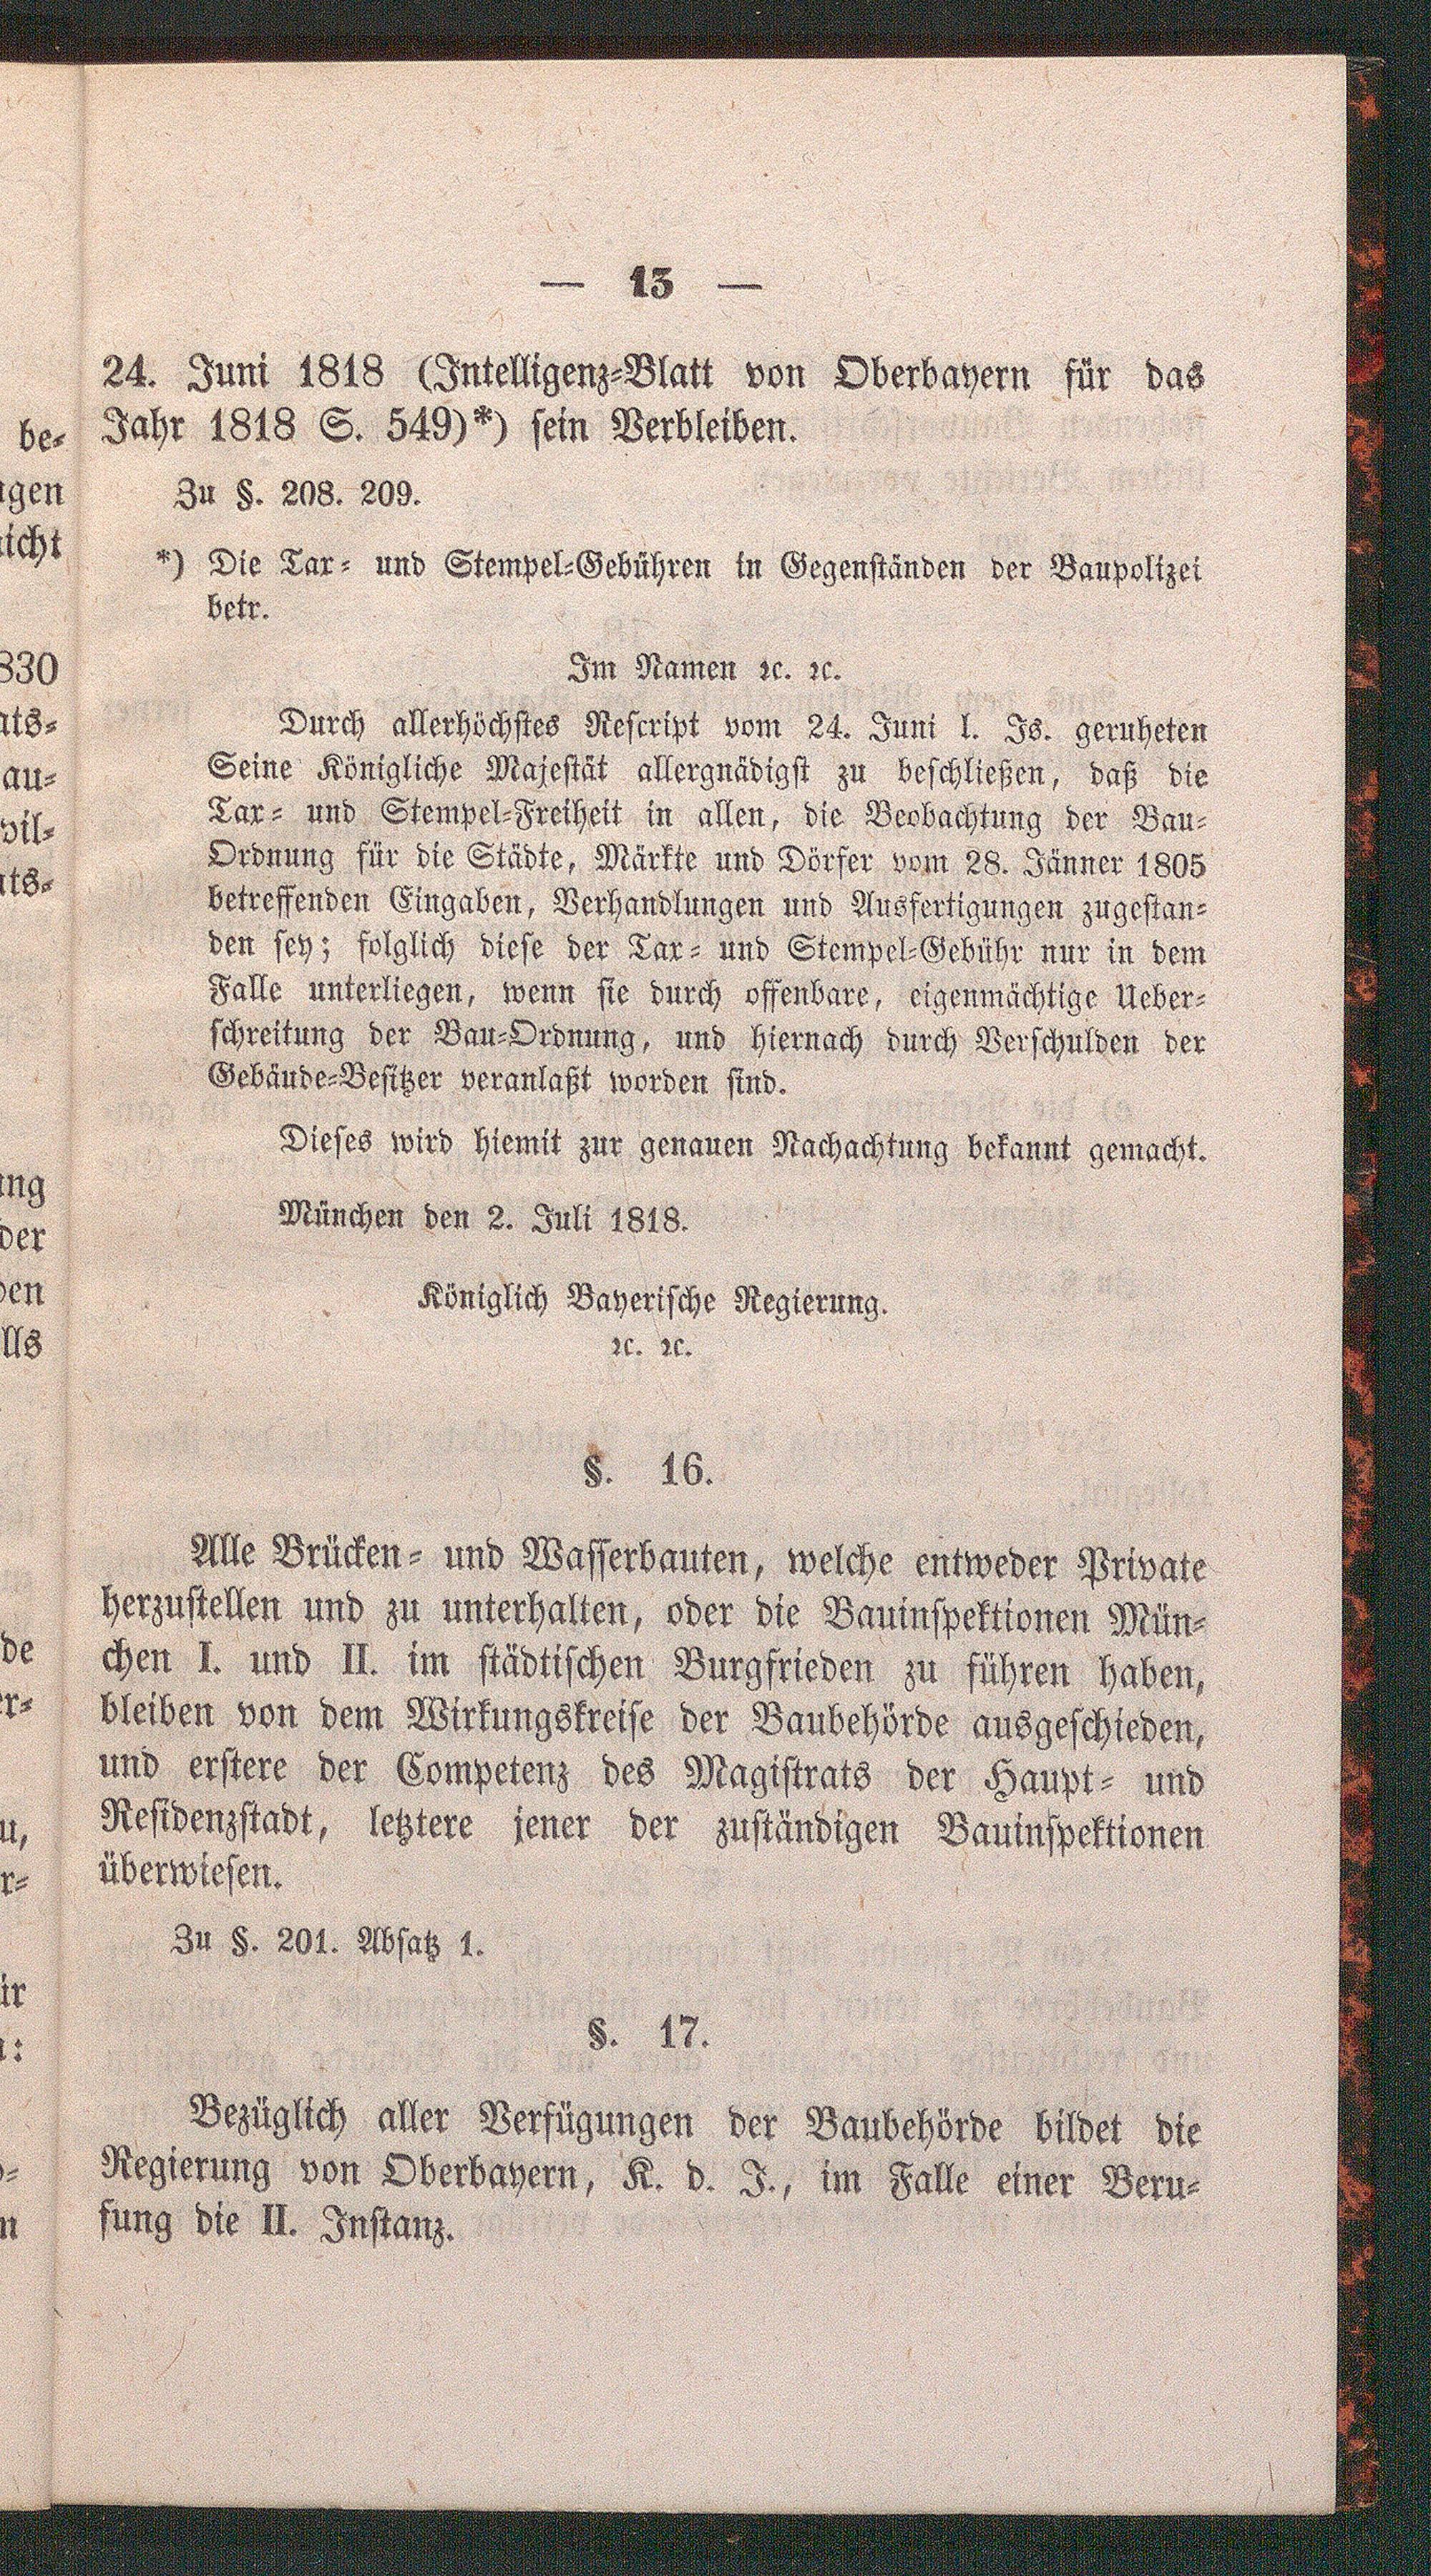 — 13 —
24. Juni 1818 (Intelligenz-Blatt von Oberbayern für das
Jahr 1818 S. 549)*) sein Verbleiben.
Zu §. 208. 209.
*) Die Tax- und Stempel-Gebühren in Gegenständen der Baupolizei
betr.
Im Namen ꝛc. ꝛc.
Durch allerhöchstes Rescript vom 24. Juni l. Js. geruheten
Seine Königliche Majestät allergnädigst zu beschließen, daß die
Tax- und Stempel-Freiheit in allen, die Beobachtung der Bau-
Ordnung für die Städte, Märkte und Dörfer vom 28. Jänner 1805
betreffenden Eingaben, Verhandlungen und Ausfertigungen zugestan-
den sey; folglich diese der Tax- und Stempel-Gebühr nur in dem
Falle unterliegen, wenn sie durch offenbare, eigenmächtige Ueber-
schreitung der Bau-Ordnung, und hiernach durch Verschulden der
Gebäude-Besitzer veranlaßt worden sind.
Dieses wird hiemit zur genauen Nachachtung bekannt gemacht.
München den 2. Juli 1818.
Königlich Bayerische Regierung.
ꝛc. ꝛc.
§. 16.
Alle Brücken- und Wasserbauten, welche entweder Private
herzustellen und zu unterhalten, oder die Bauinspektionen Mün-
chen I. und II. im städtischen Burgfrieden zu führen haben,
bleiben von dem Wirkungskreise der Baubehörde ausgeschieden,
und erstere der Competenz des Magistrats der Haupt- und
Residenzstadt, letztere jener der zuständigen Bauinspektionen
überwiesen.
Zu §. 201. Absatz 1.
§. 17.
Bezüglich aller Verfügungen der Baubehörde bildet die
Regierung von Oberbayern, K. d. J., im Falle einer Beru-
fung die II. Instanz.